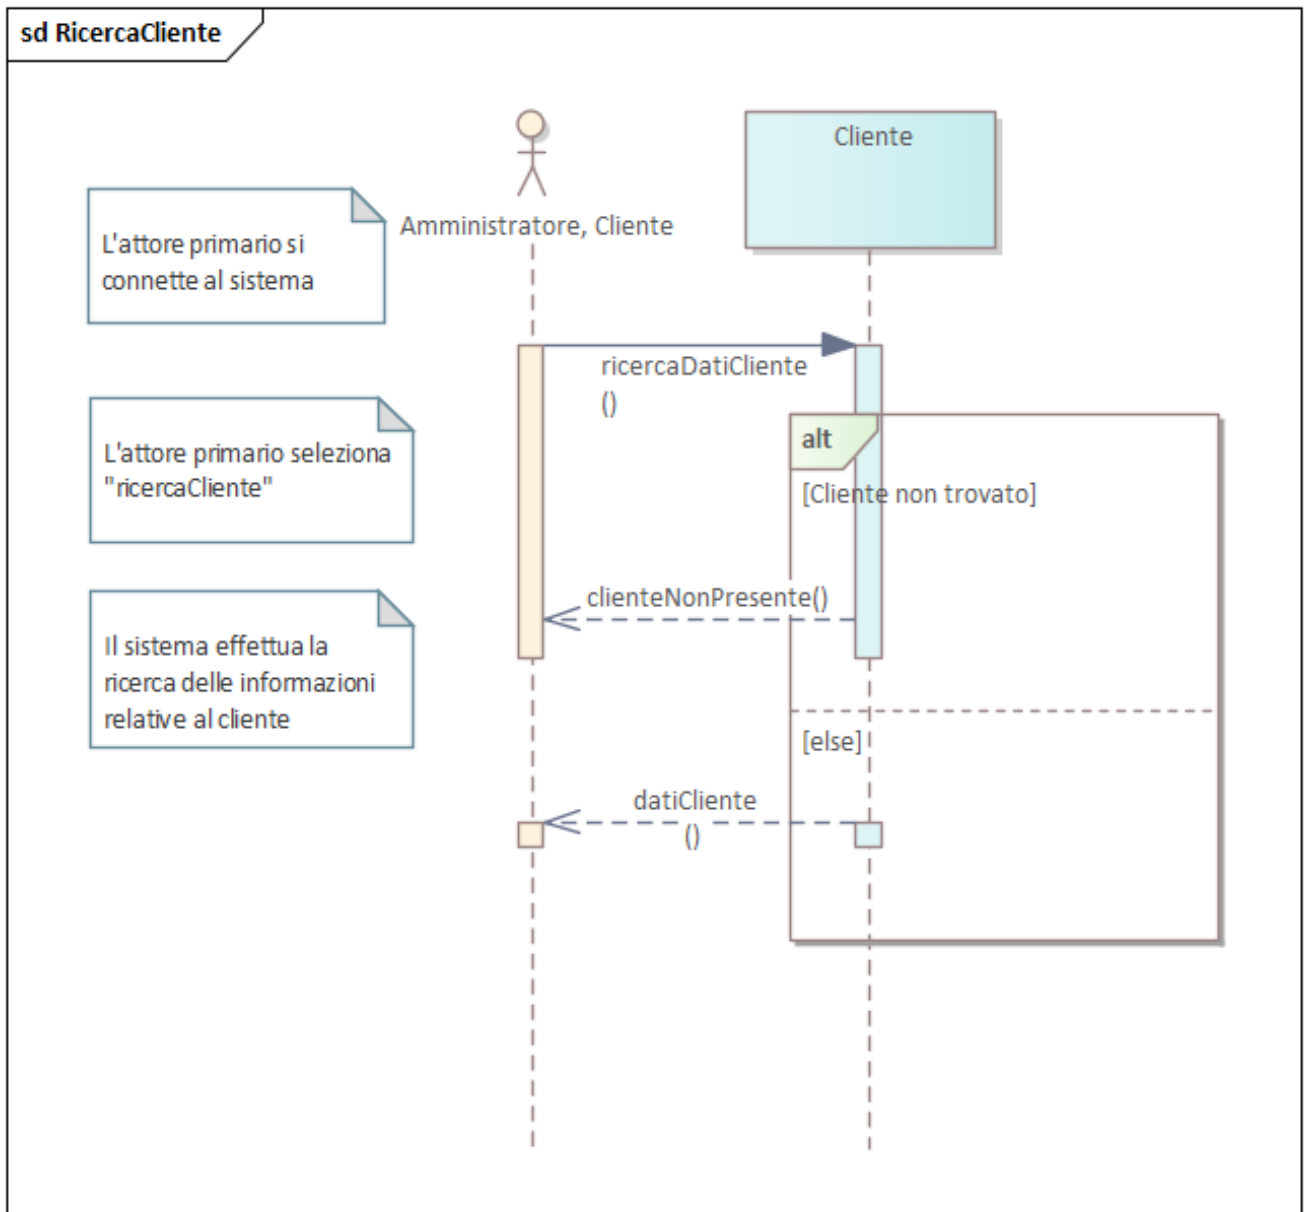 sd RicercaCliente
Cliente
Amministratore, Cliente
L'attore primario si
connette al sistema
ricercaDatiCliente
()
L'attore primario seleziona
"ricercaCliente"
alt
[Cliente non trovato]
clienteNonPresente()
Il sistema effettua la
ricerca delle informazioni
relative al cliente
[else]
datiCliente
()